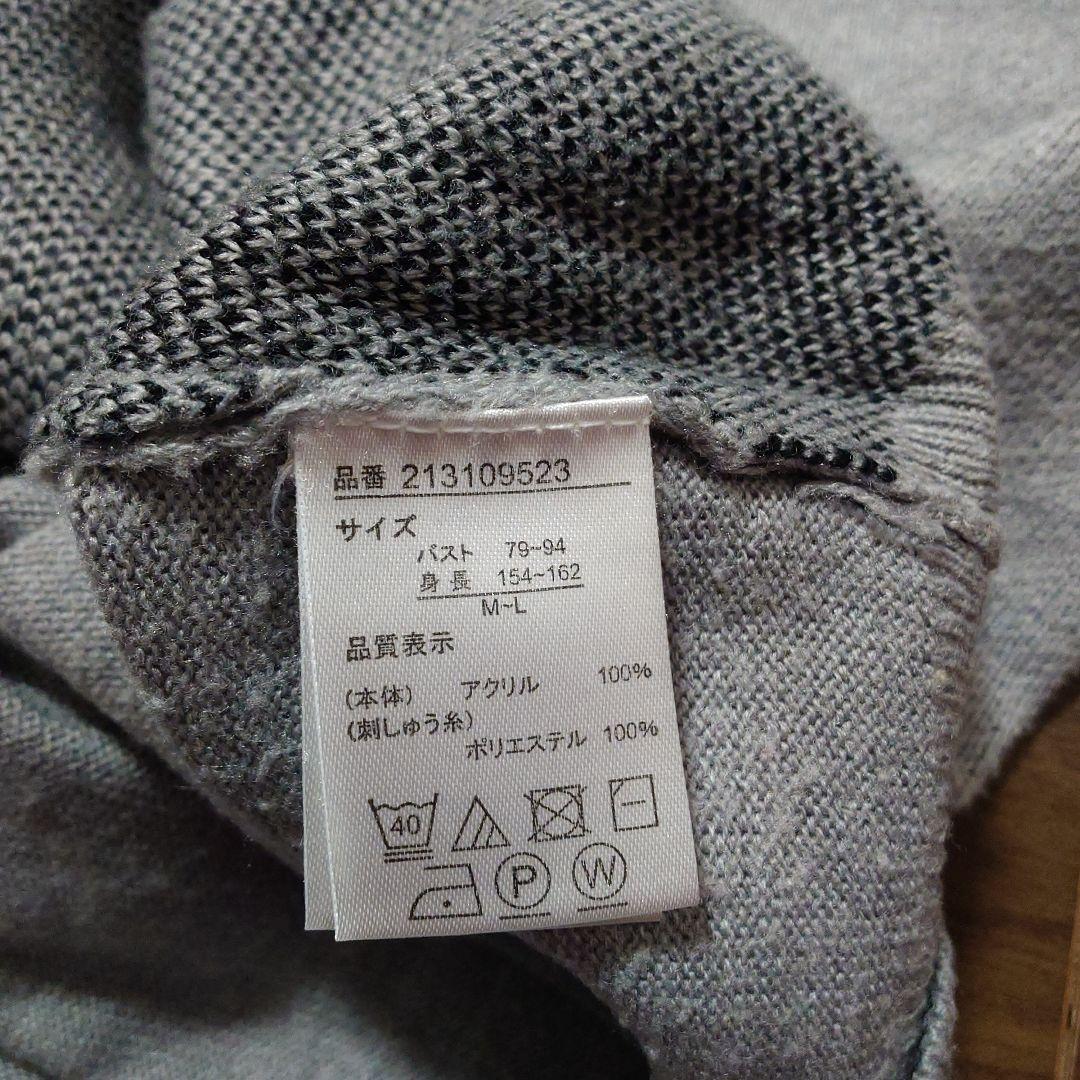 品番 213109523
サイズ
バスト 79~94
身長 154~162
M~L
品質表示
(本体) アクリル 100%
(刺しゅう糸)
ポリエステル 100%
40
P W